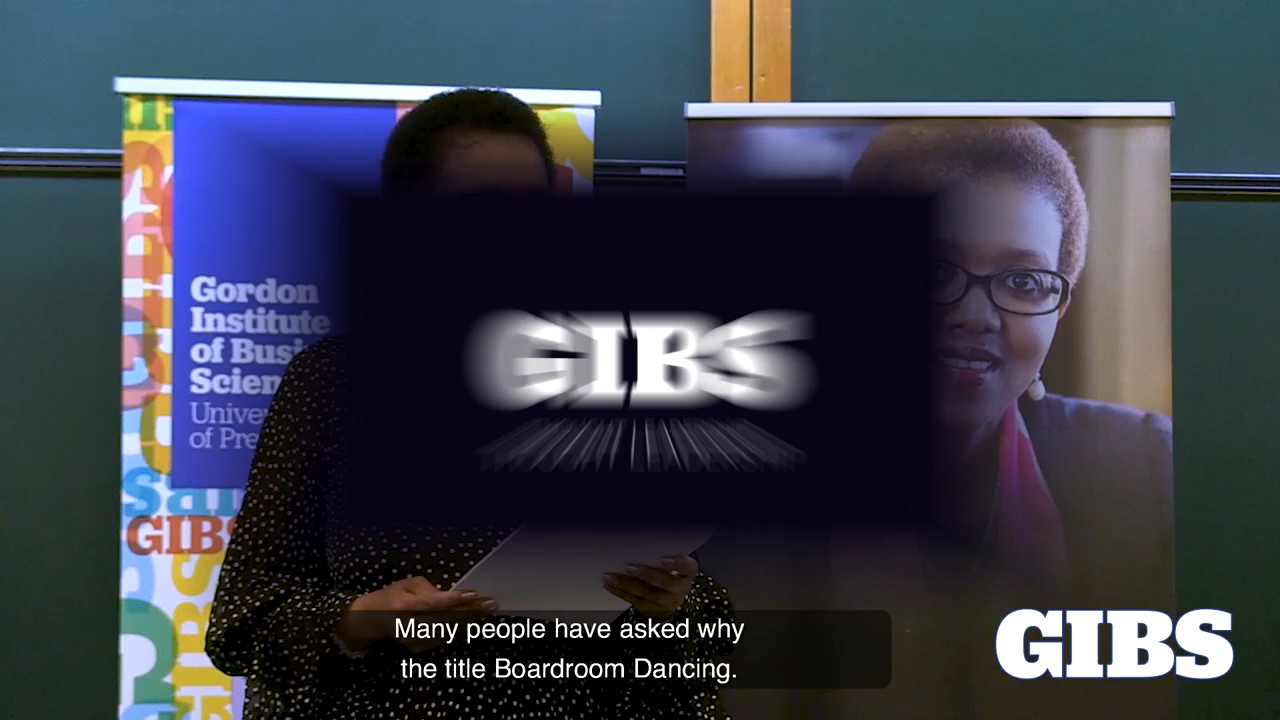 Gordon
Institute
of Busi
Scien
Unive
of Pre
GIBS
GIBS
Many people have asked why
the title Boardroom Dancing.
GIBS